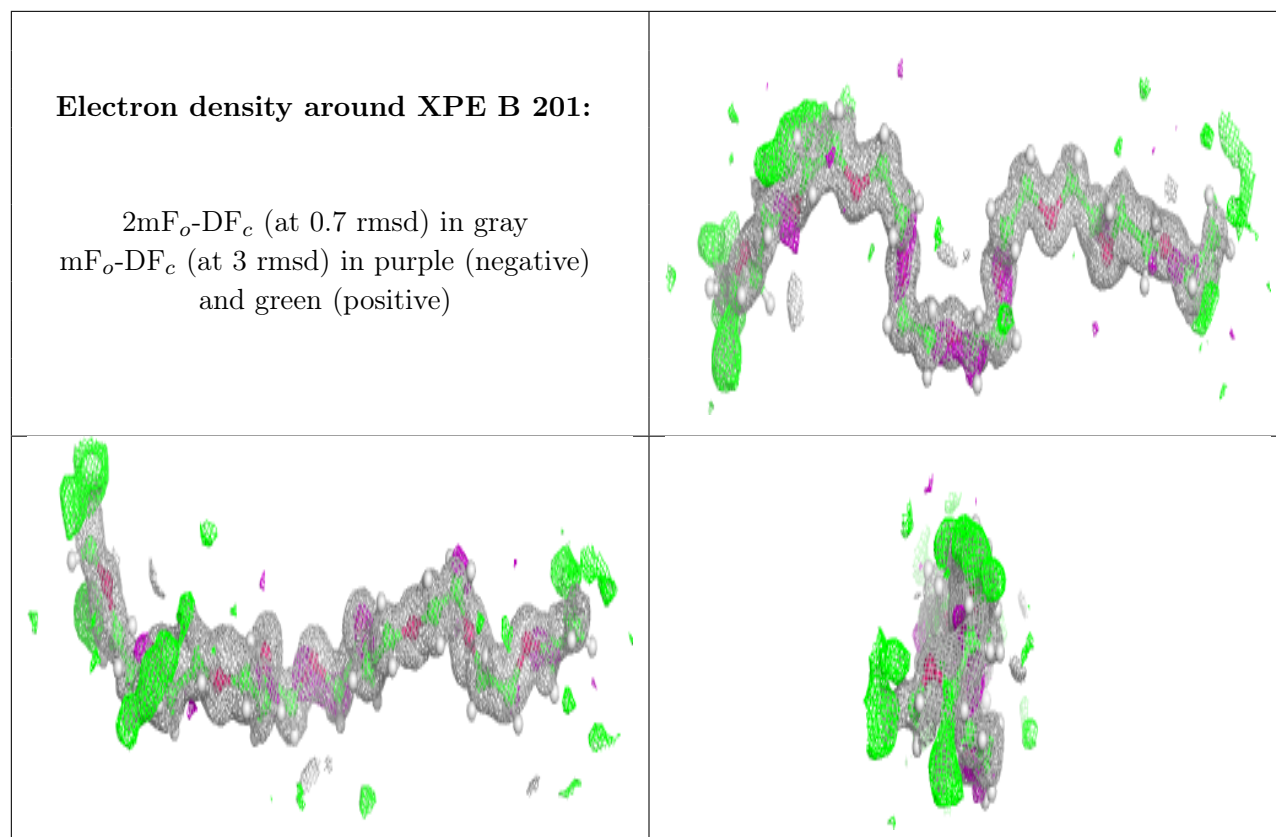 Electron density around XPE B 201:
2mFo-DFc (at 0.7 rmsd) in gray
mFo-DFc (at 3 rmsd) in purple (negative)
and green (positive)